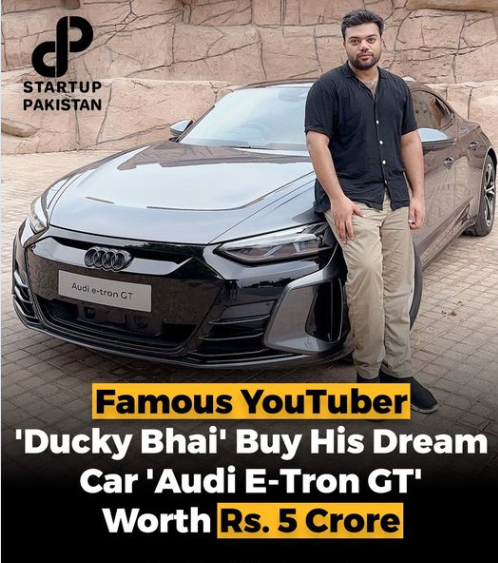 STARTUP
PAKISTAN
Audi e-tron GT
Famous YouTuber
'Ducky Bhai' Buy His Dream
Car 'Audi E-Tron GT'
Worth Rs. 5 Crore